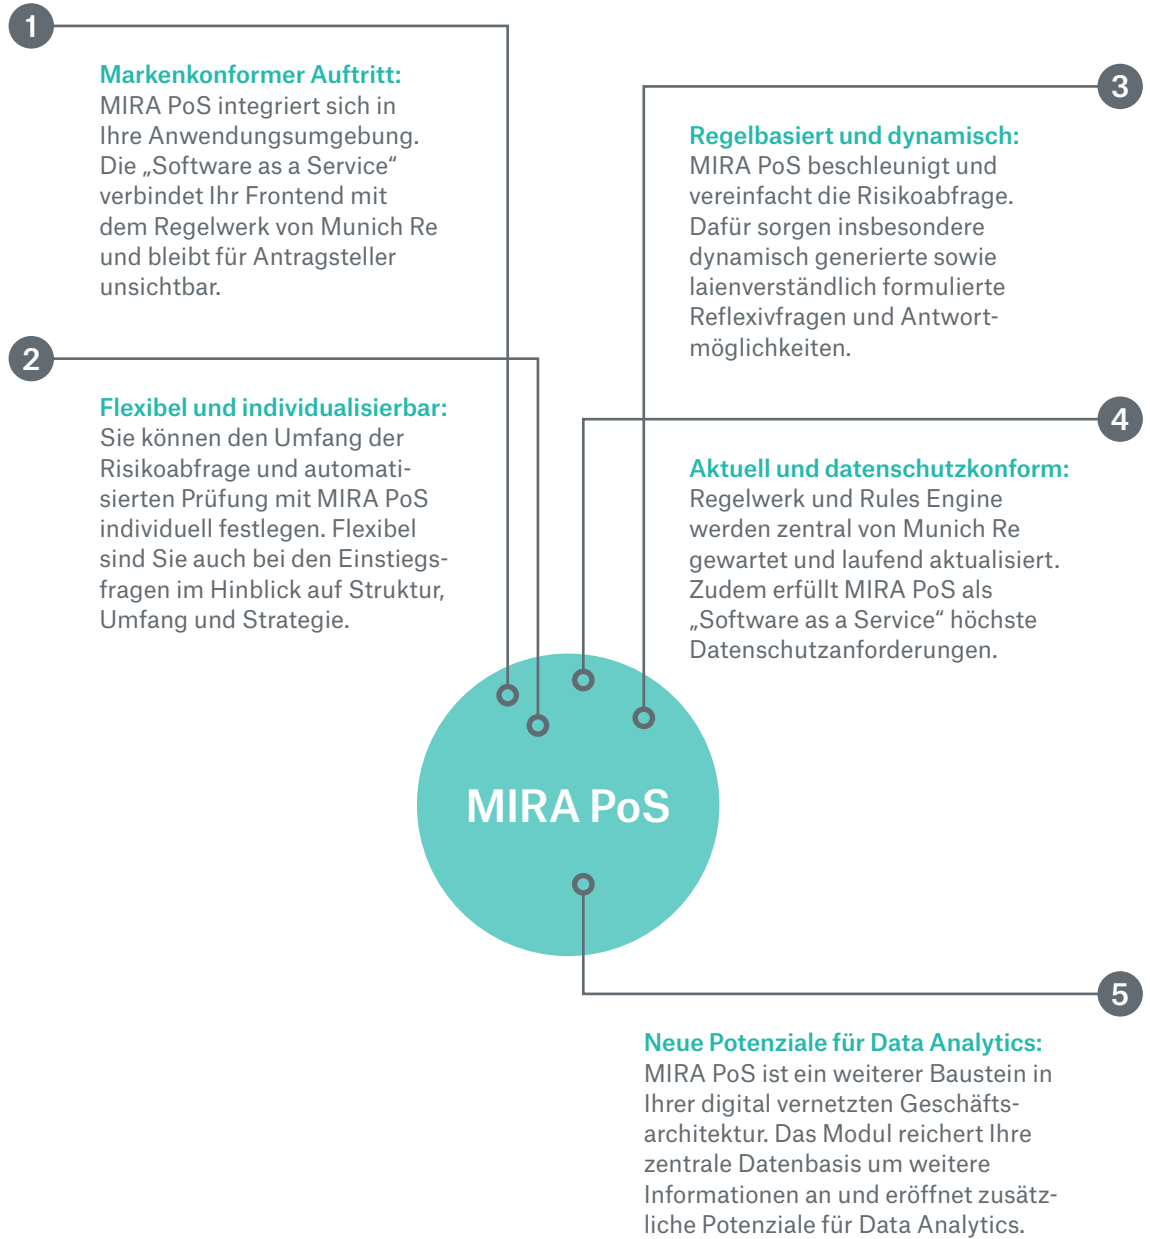 1
Markenkonformer Auftritt:
MIRA PoS integriert sich in
Ihre Anwendungsumgebung.
Die „Software as a Service“
verbindet Ihr Frontend mit
dem Regelwerk von Munich Re
und bleibt für Antragsteller
unsichtbar.
2
Flexibel und individualisierbar:
Sie können den Umfang der
Risikoabfrage und automati-
sierten Prüfung mit MIRA PoS
individuell festlegen. Flexibel
sind Sie auch bei den Einstiegs-
fragen im Hinblick auf Struktur,
Umfang und Strategie.
3
Regelbasiert und dynamisch:
MIRA PoS beschleunigt und
vereinfacht die Risikoabfrage.
Dafür sorgen insbesondere
dynamisch generierte sowie
laienverständlich formulierte
Reflexivfragen und Antwort-
möglichkeiten.
4
Aktuell und datenschutzkonform:
Regelwerk und Rules Engine
werden zentral von Munich Re
gewartet und laufend aktualisiert.
Zudem erfüllt MIRA PoS als
„Software as a Service“ höchste
Datenschutzanforderungen.
MIRA PoS
5
Neue Potenziale für Data Analytics:
MIRA PoS ist ein weiterer Baustein in
Ihrer digital vernetzten Geschäfts-
architektur. Das Modul reichert Ihre
zentrale Datenbasis um weitere
Informationen an und eröffnet zusätz-
liche Potenziale für Data Analytics.